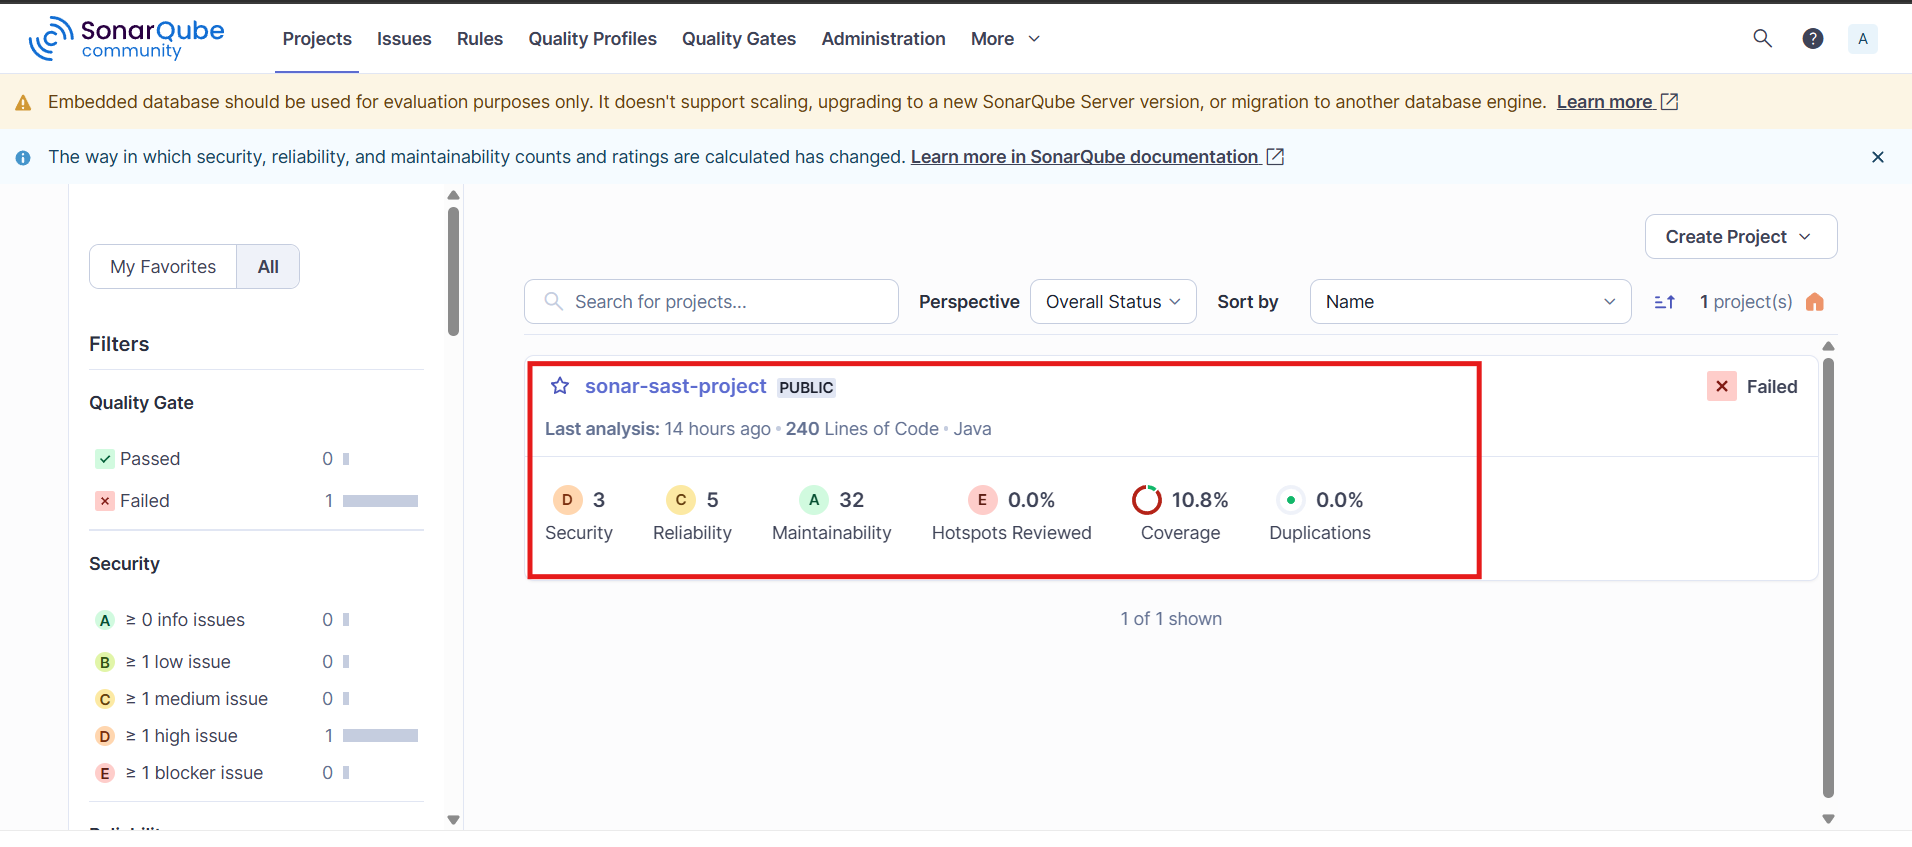 SonarQube community
Projects Issues Rules Quality Profiles Quality Gates Administration More ? A
Embedded database should be used for evaluation purposes only. It doesn't support scaling, upgrading to a new SonarQube Server version, or migration to another database engine. Learn more
The way in which security, reliability, and maintainability counts and ratings are calculated has changed. Learn more in SonarQube documentation
My Favorites All
Filters
Quality Gate
Passed 0
Failed 1
Security
A ≥ 0 info issues 0
B ≥ 1 low issue 0
C ≥ 1 medium issue 0
D ≥ 1 high issue 1
E ≥ 1 blocker issue 0
Create Project
Search for projects... Perspective Overall Status Sort by Name 1 project(s)
sonar-sast-project PUBLIC Failed
Last analysis: 14 hours ago • 240 Lines of Code • Java
D 3 C 5 A 32 E 0.0% 10.8% 0.0%
Security Reliability Maintainability Hotspots Reviewed Coverage Duplications
1 of 1 shown